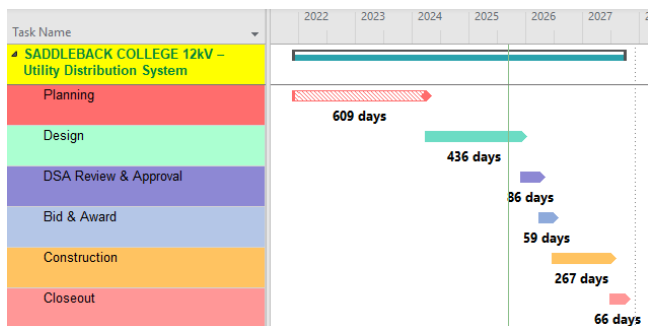 2022 2023 2024 2025 2026 2027
Task Name
SADDLEBACK COLLEGE 12kV –
Utility Distribution System
Planning
609 days
Design
436 days
DSA Review & Approval
86 days
Bid & Award
59 days
Construction
267 days
Closeout
66 days